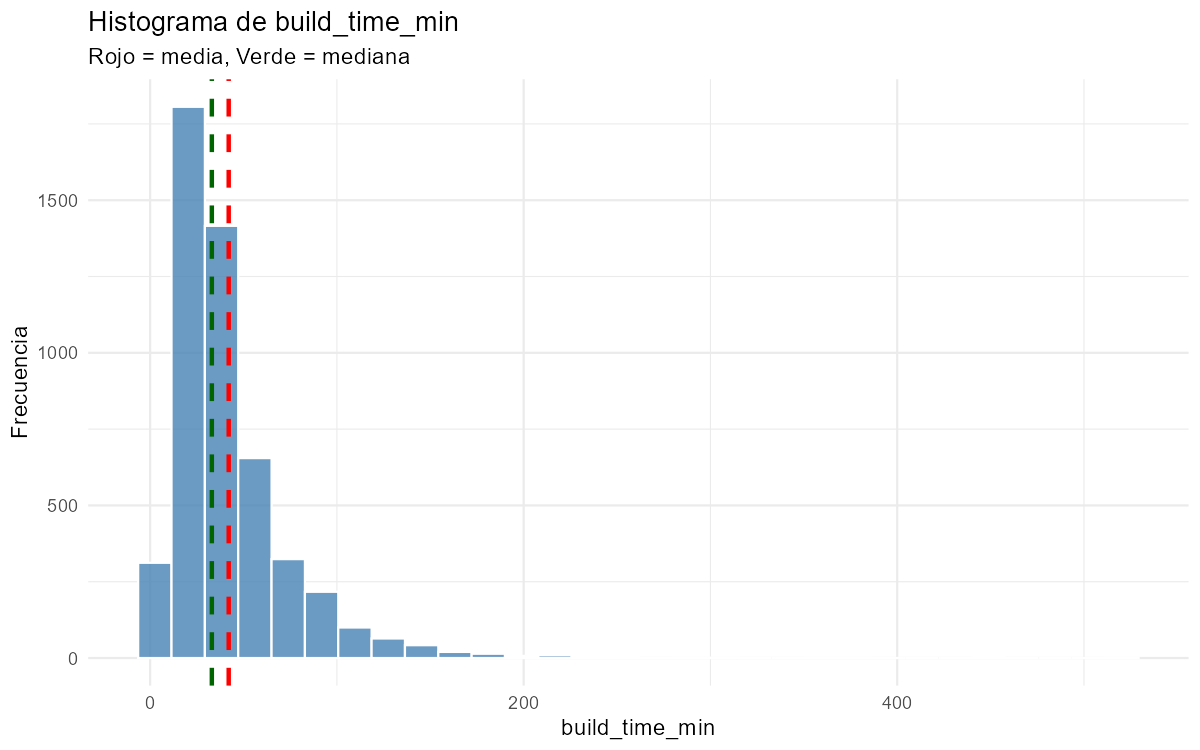 Histograma de build_time_min
Rojo = media, Verde = mediana
Frecuencia
1500
1000
500
0
0
200
400
build_time_min